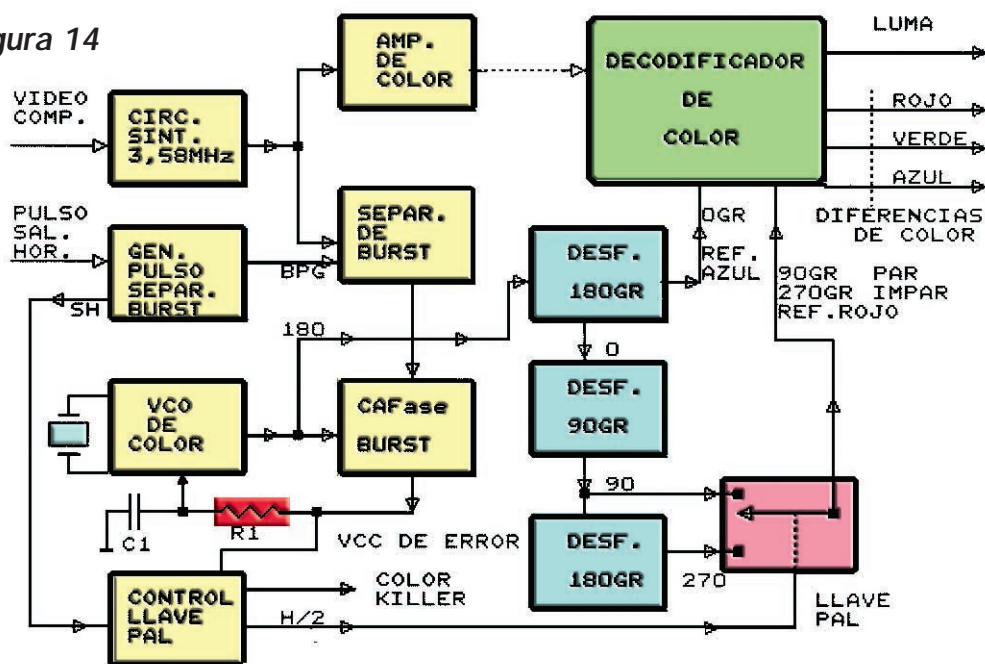 gura 14
AMP.
DE
COLOR
DECODIFICADOR
DE
COLOR
LUMA
ROJO
VERDE
AZUL
DIFERENCIAS
DE COLOR
VIDEO
COMP.
CIRC.
SINT.
3,58MHz
PULSO
SAL.
HOR.
GEN.
PULSO
SEPAR.
BURST
SH
BPG
SEPAR.
DE
BURST
180
DESF.
180GR
0GR
REF.
AZUL
90GR PAR
270GR IMPAR
REF.ROJO
0
VCO
DE
COLOR
CAFase
BURST
DESF.
90GR
90
C1
R1
VCC DE ERROR
DESF.
180GR
270
LLAVE
PAL
CONTROL
LLAVE
PAL
COLOR
KILLER
H/2